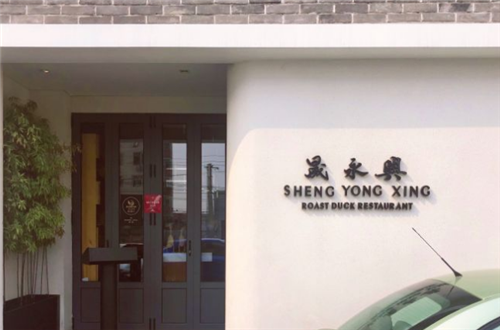 晟永興
SHENG YONG XING
ROAST DUCK RESTAURANT